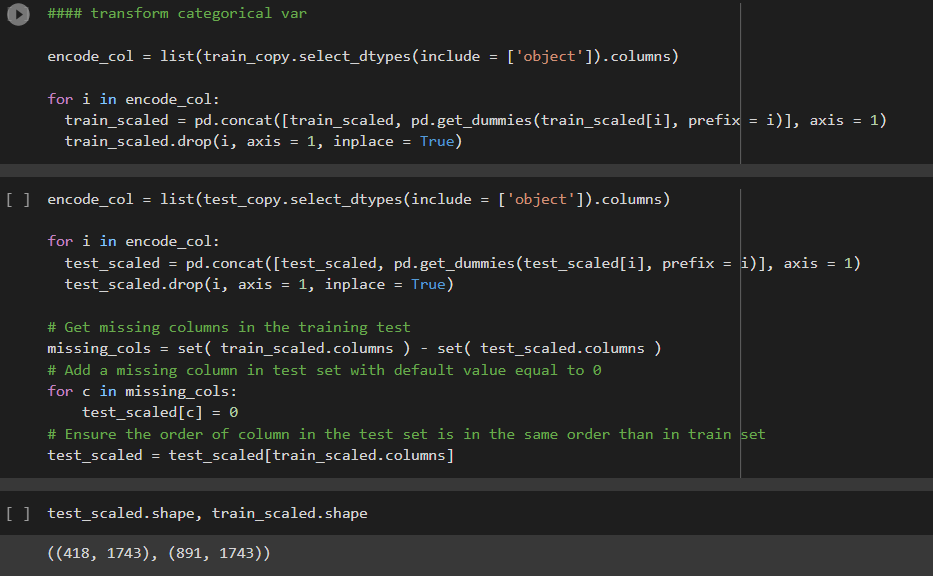 #### transform categorical var
encode_col = list(train_copy.select_dtypes(include = ['object']).columns)
for i in encode_col:
  train_scaled = pd.concat([train_scaled, pd.get_dummies(train_scaled[i], prefix = i)], axis = 1)
  train_scaled.drop(i, axis = 1, inplace = True)
[ ] encode_col = list(test_copy.select_dtypes(include = ['object']).columns)
for i in encode_col:
  test_scaled = pd.concat([test_scaled, pd.get_dummies(test_scaled[i], prefix = i)], axis = 1)
  test_scaled.drop(i, axis = 1, inplace = True)
# Get missing columns in the training test
missing_cols = set( train_scaled.columns ) - set( test_scaled.columns )
# Add a missing column in test set with default value equal to 0
for c in missing_cols:
    test_scaled[c] = 0
# Ensure the order of column in the test set is in the same order than in train set
test_scaled = test_scaled[train_scaled.columns]
[ ] test_scaled.shape, train_scaled.shape
((418, 1743), (891, 1743))